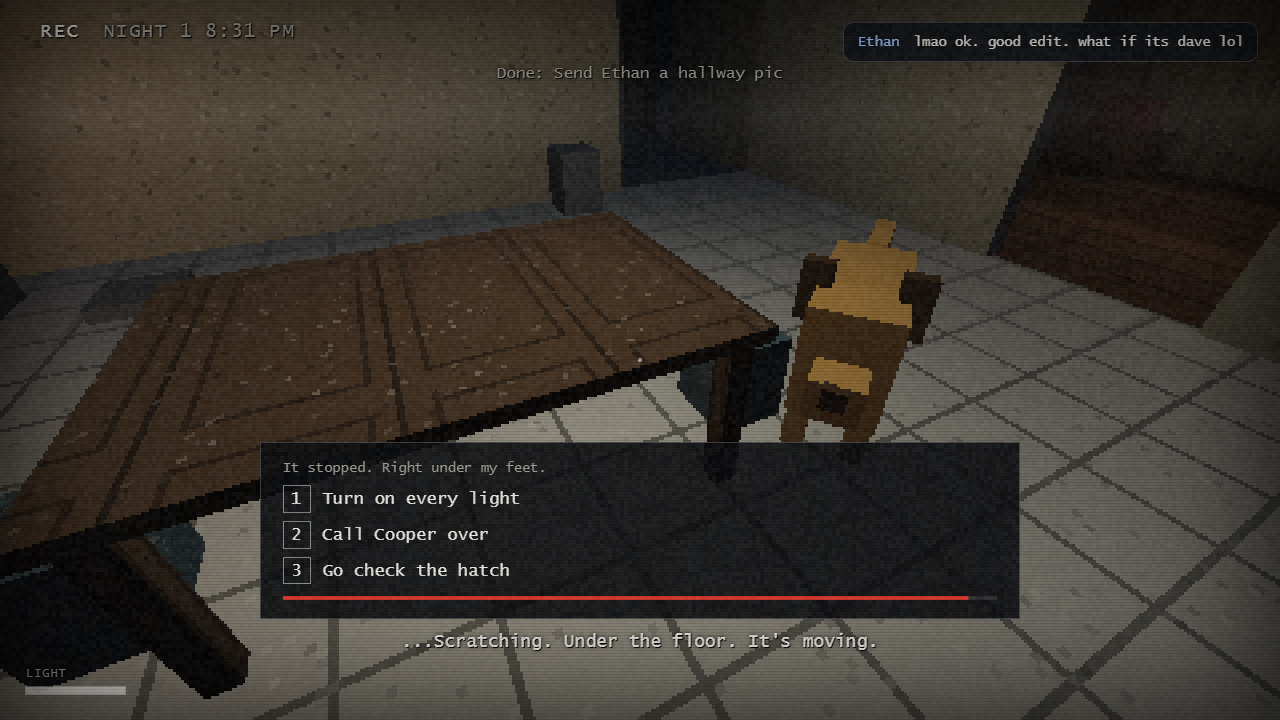 REC NIGHT 1 8:31 PM
Ethan lmao ok. good edit. what if its dave lol
Done: Send Ethan a hallway pic
It stopped. Right under my feet.
1 Turn on every light
2 Call Cooper over
3 Go check the hatch
...Scratching. Under the floor. It's moving.
LIGHT